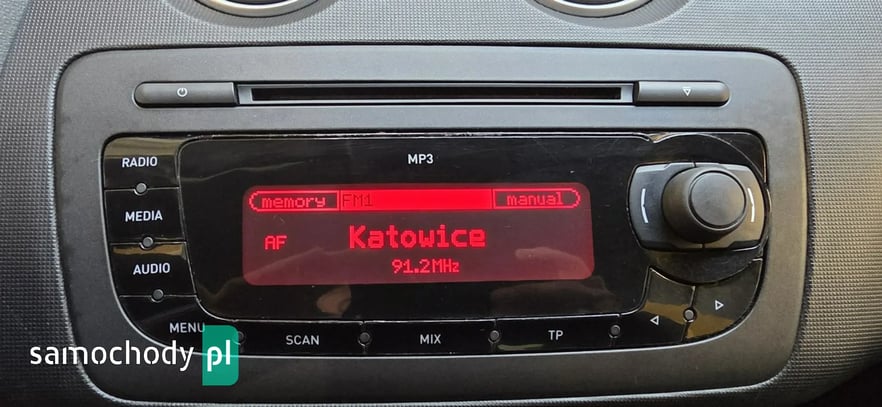 RADIO
MP3
MEDIA
memory FM1 manual
AF Katowice
91.2MHz
AUDIO
MENU
SCAN MIX TP
samochody pl